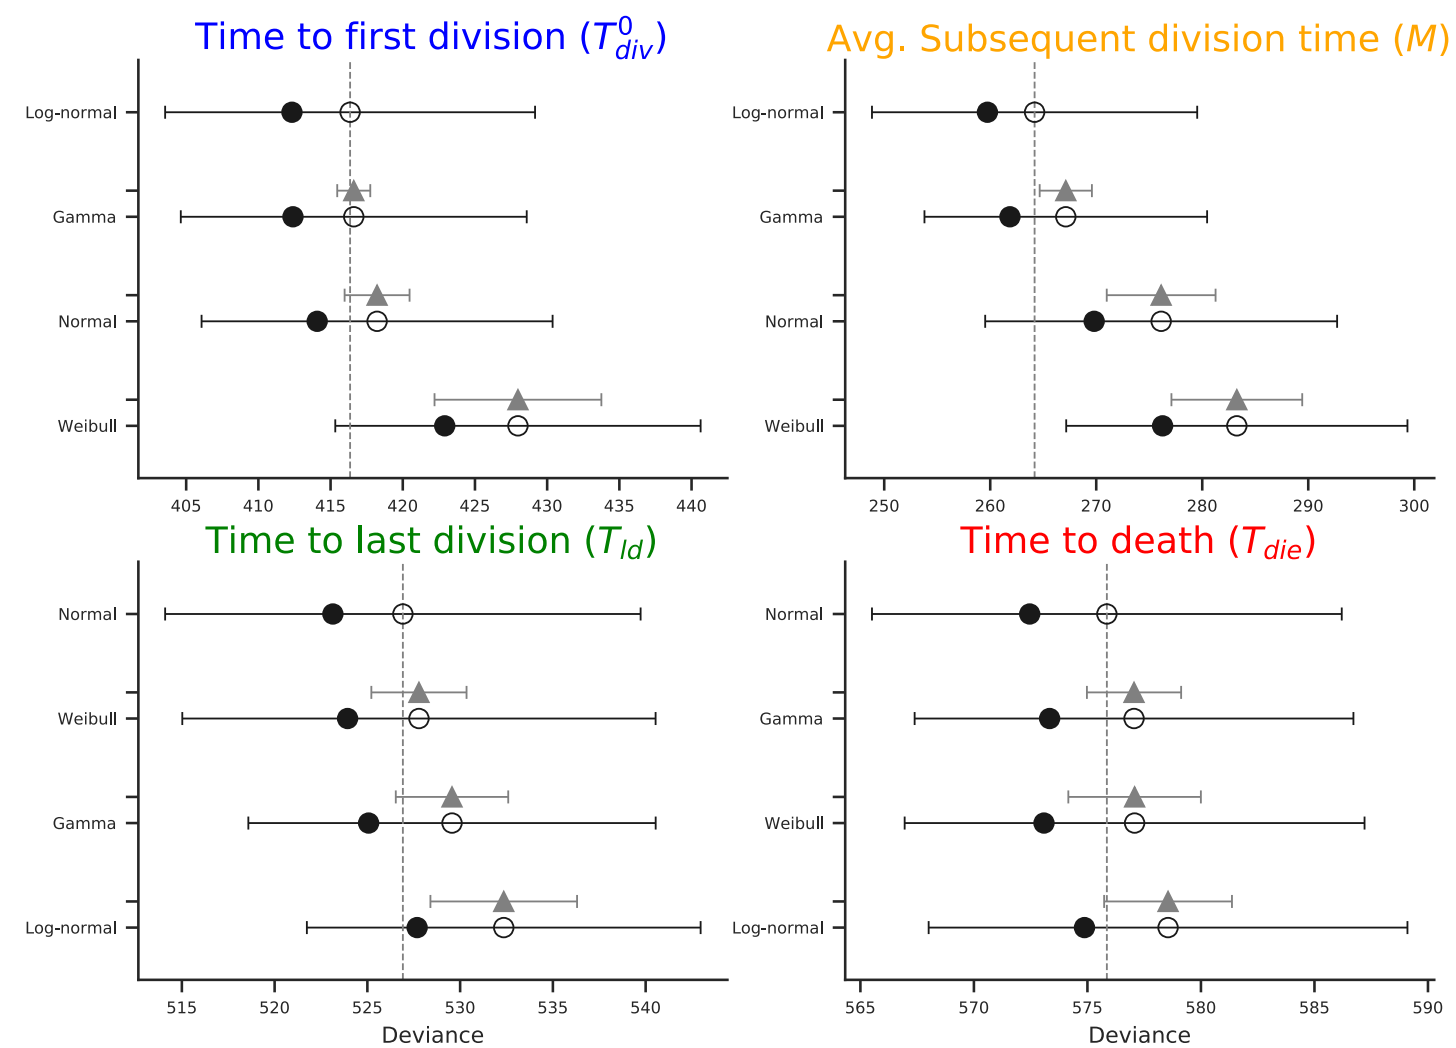 Time to first division (T⁰div)
Log-normal
Gamma
Normal
Weibull
405 410 415 420 425 430 435 440
Avg. Subsequent division time (M)
Log-normal
Gamma
Normal
Weibull
250 260 270 280 290 300
Time to last division (Tld)
Normal
Weibull
Gamma
Log-normal
515 520 525 530 535 540
Deviance
Time to death (Tdie)
Normal
Gamma
Weibull
Log-normal
565 570 575 580 585 590
Deviance